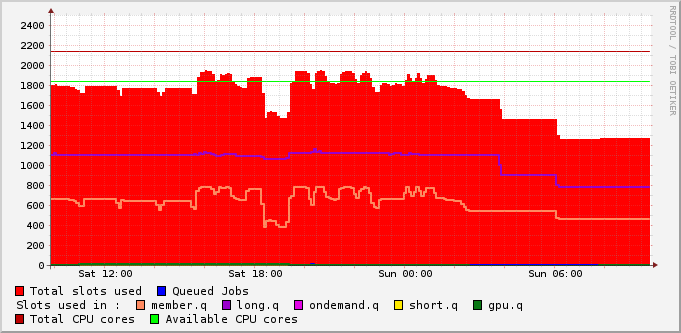 RRDTOOL / TOBI OETIKER
2400
2200
2000
1800
1600
1400
1200
1000
800
600
400
200
0
Sat 12:00 Sat 18:00 Sun 00:00 Sun 06:00
Total slots used Queued Jobs
Slots used in : member.q long.q ondemand.q short.q gpu.q
Total CPU cores Available CPU cores